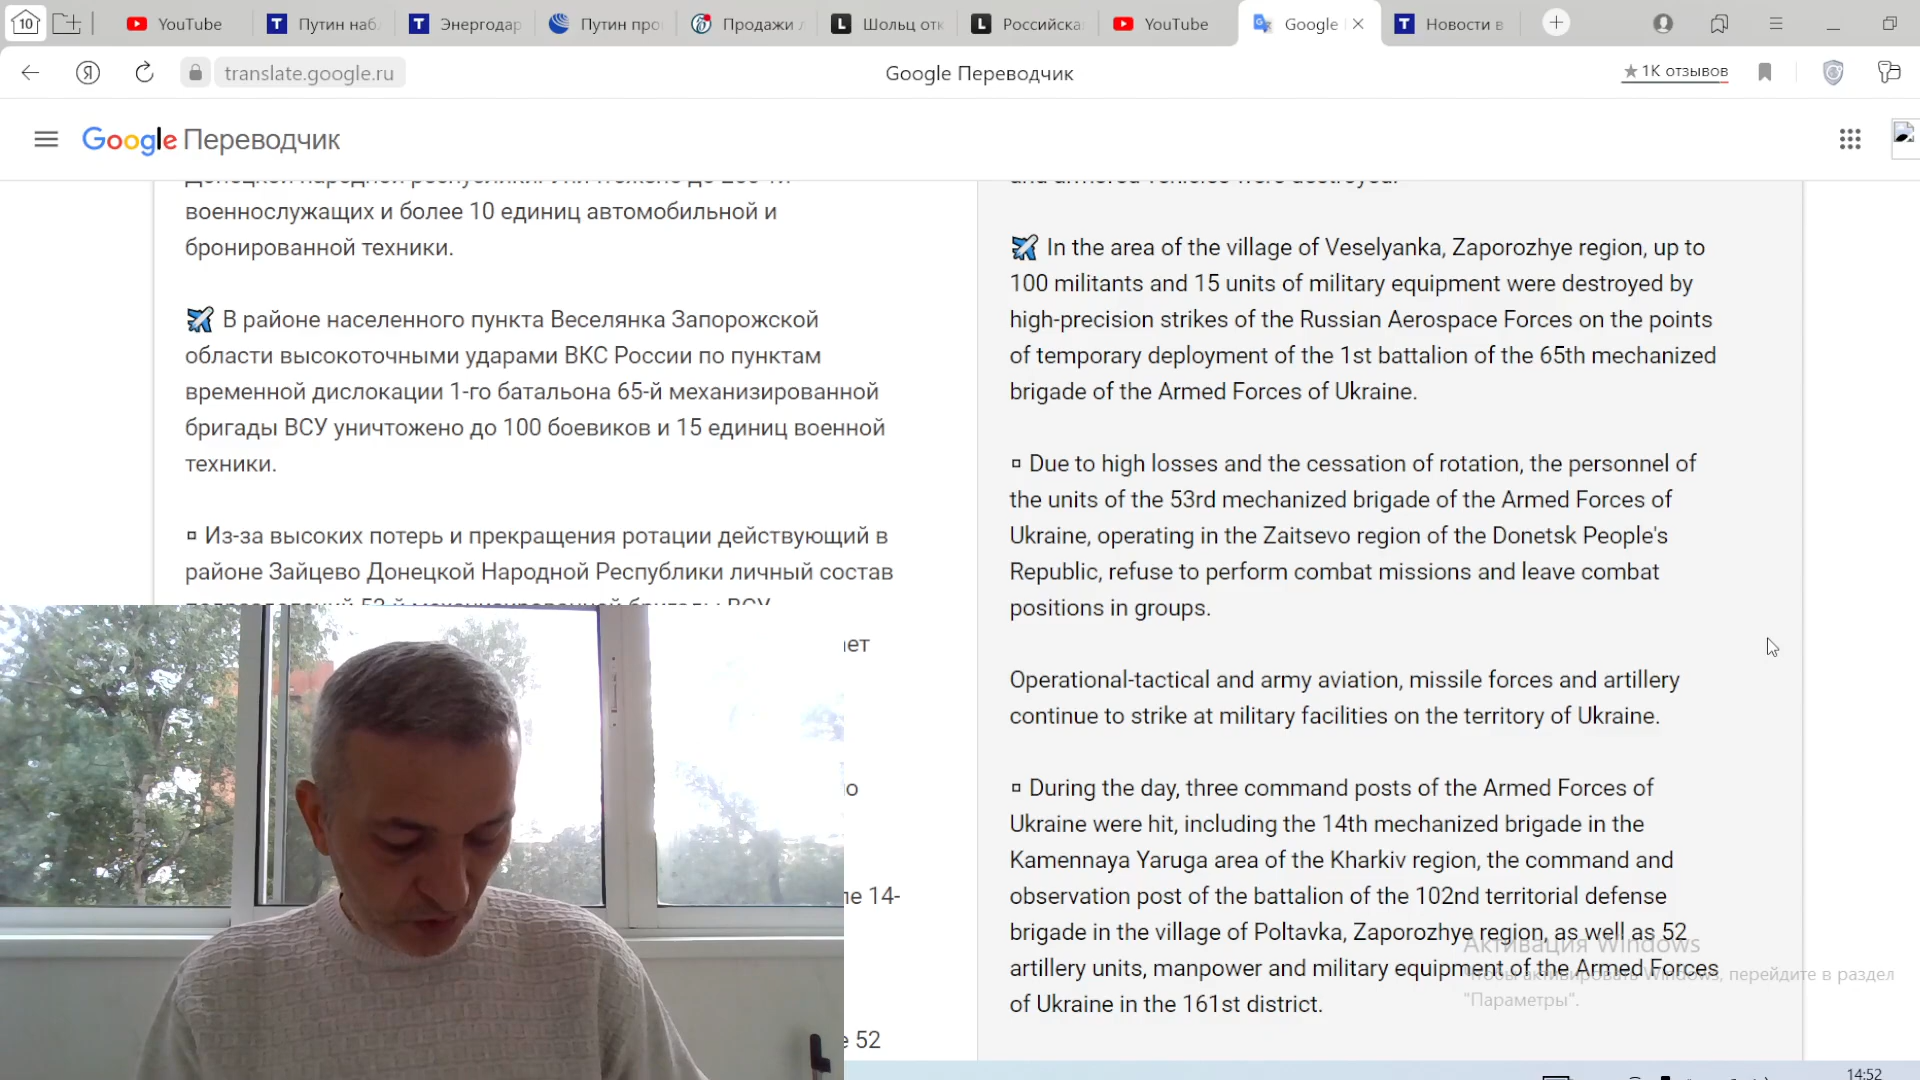 10
YouTube
Путин наб
Энергодар
Путин про
Продажи л
Шольц отк
Российска
YouTube
Google
Новости в
translate.google.ru
Google Переводчик
1К отзывов
Google Переводчик
военнослужащих и более 10 единиц автомобильной и
бронированной техники.
В районе населенного пункта Веселянка Запорожской
области высокоточными ударами ВКС России по пунктам
временной дислокации 1-го батальона 65-й механизированной
бригады ВСУ уничтожено до 100 боевиков и 15 единиц военной
техники.
▫ Из-за высоких потерь и прекращения ротации действующий в
районе Зайцево Донецкой Народной Республики личный состав
ет
ле 14-
е 52
and armored vehicles were destroyed.
In the area of the village of Veselyanka, Zaporozhye region, up to
100 militants and 15 units of military equipment were destroyed by
high-precision strikes of the Russian Aerospace Forces on the points
of temporary deployment of the 1st battalion of the 65th mechanized
brigade of the Armed Forces of Ukraine.
▫ Due to high losses and the cessation of rotation, the personnel of
the units of the 53rd mechanized brigade of the Armed Forces of
Ukraine, operating in the Zaitsevo region of the Donetsk People's
Republic, refuse to perform combat missions and leave combat
positions in groups.
Operational-tactical and army aviation, missile forces and artillery
continue to strike at military facilities on the territory of Ukraine.
▫ During the day, three command posts of the Armed Forces of
Ukraine were hit, including the 14th mechanized brigade in the
Kamennaya Yaruga area of the Kharkiv region, the command and
observation post of the battalion of the 102nd territorial defense
brigade in the village of Poltavka, Zaporozhye region, as well as 52
artillery units, manpower and military equipment of the Armed Forces
of Ukraine in the 161st district.
Активация Windows
Чтобы активировать Windows, перейдите в раздел
"Параметры".
14:52